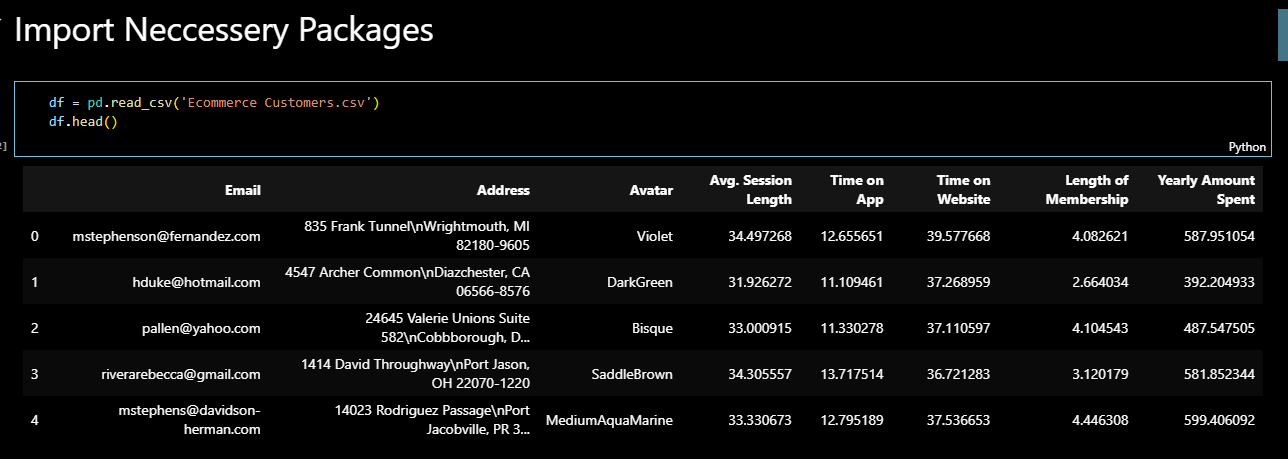 Import Neccessery Packages
df = pd.read_csv('Ecommerce Customers.csv')
df.head()
2]
Python
Email Address Avatar Avg. Session Length Time on App Time on Website Length of Membership Yearly Amount Spent
0 mstephenson@fernandez.com 835 Frank Tunnel\nWrightmouth, MI 82180-9605 Violet 34.497268 12.655651 39.577668 4.082621 587.951054
1 hduke@hotmail.com 4547 Archer Common\nDiazchester, CA 06566-8576 DarkGreen 31.926272 11.109461 37.268959 2.664034 392.204933
2 pallen@yahoo.com 24645 Valerie Unions Suite 582\nCobbborough, D... Bisque 33.000915 11.330278 37.110597 4.104543 487.547505
3 riverarebecca@gmail.com 1414 David Throughway\nPort Jason, OH 22070-1220 SaddleBrown 34.305557 13.717514 36.721283 3.120179 581.852344
4 mstephens@davidson-herman.com 14023 Rodriguez Passage\nPort Jacobville, PR 3... MediumAquaMarine 33.330673 12.795189 37.536653 4.446308 599.406092